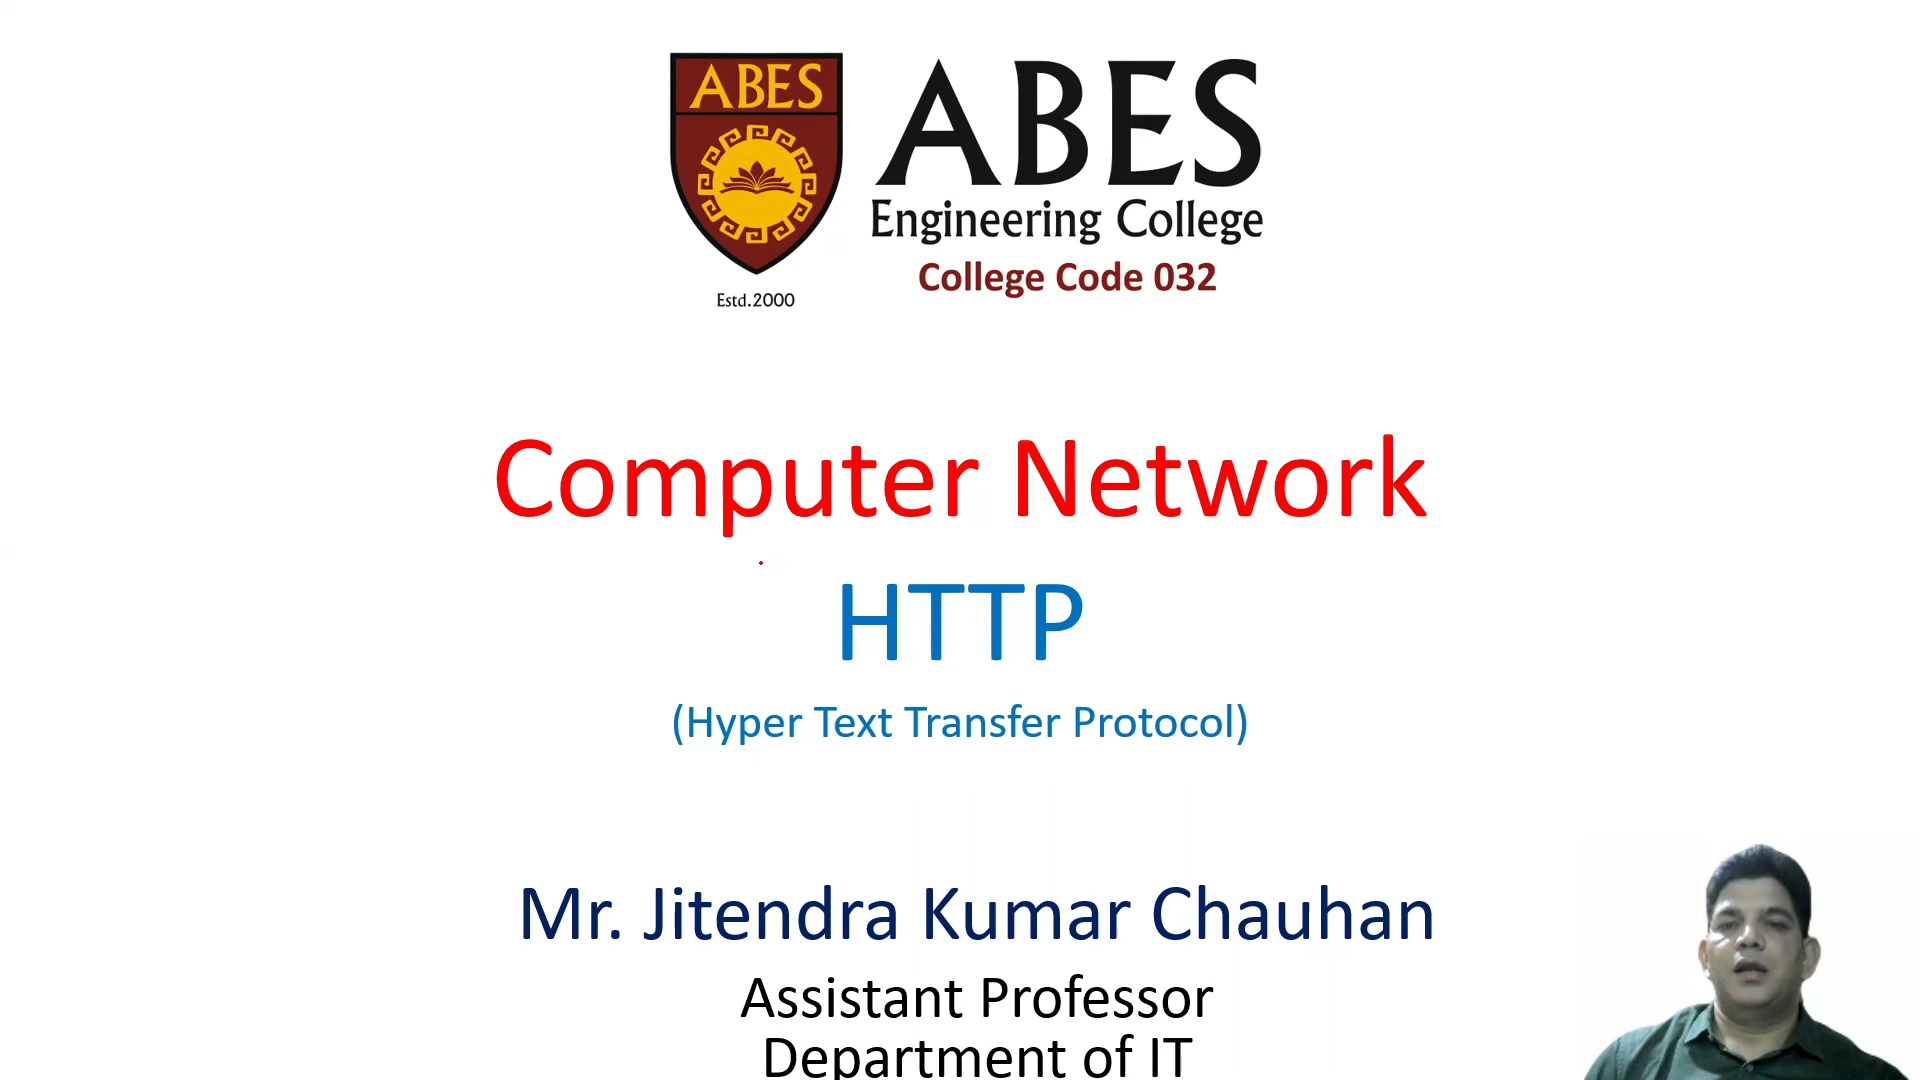 ABES
ABES
Engineering College
College Code 032
Estd.2000
Computer Network
HTTP
(Hyper Text Transfer Protocol)
Mr. Jitendra Kumar Chauhan
Assistant Professor
Department of IT